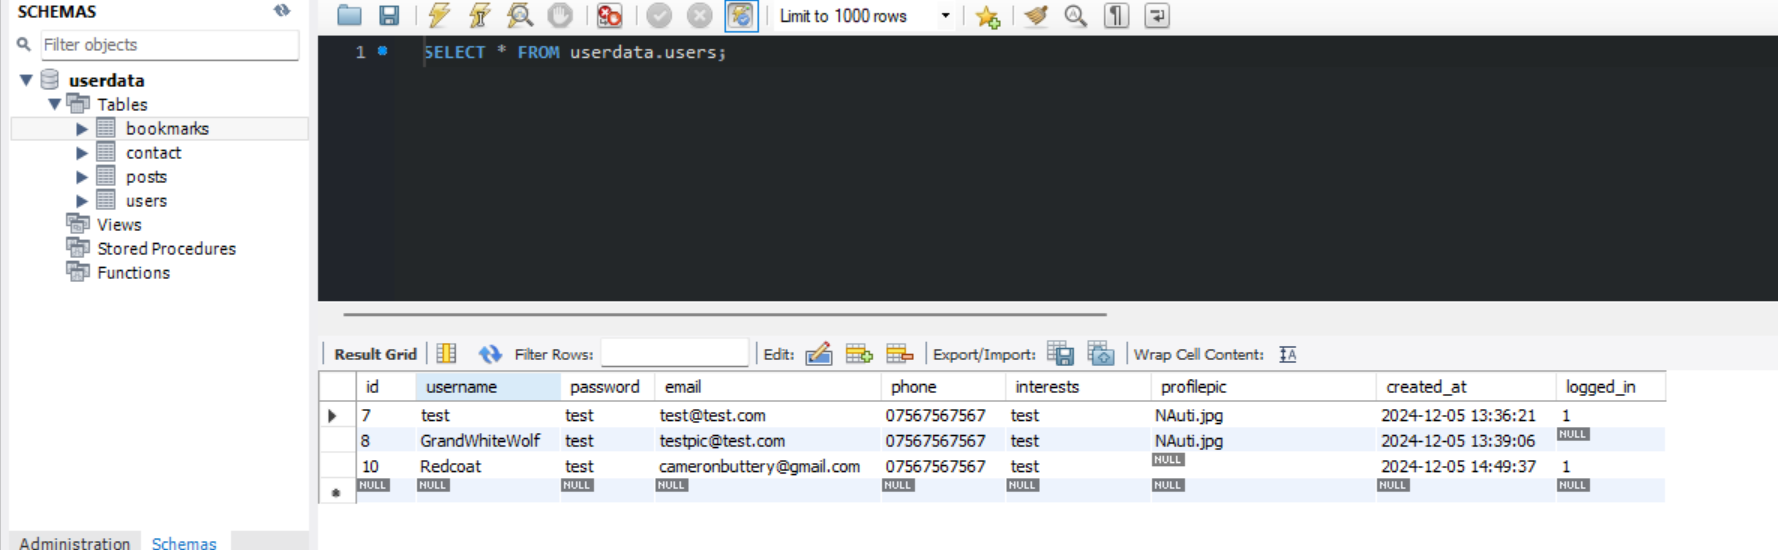 SCHEMAS
Filter objects
userdata
Tables
bookmarks
contact
posts
users
Views
Stored Procedures
Functions
Administration Schemas
Limit to 1000 rows
1 SELECT * FROM userdata.users;
Result Grid Filter Rows: Edit: Export/Import: Wrap Cell Content: IA
id username password email phone interests profilepic created_at logged_in
7 test test test@test.com 07567567567 test NAuti.jpg 2024-12-05 13:36:21 1
8 GrandWhiteWolf test testpic@test.com 07567567567 test NAuti.jpg 2024-12-05 13:39:06 NULL
10 Redcoat test cameronbuttery@gmail.com 07567567567 test NULL 2024-12-05 14:49:37 1
NULL NULL NULL NULL NULL NULL NULL NULL NULL